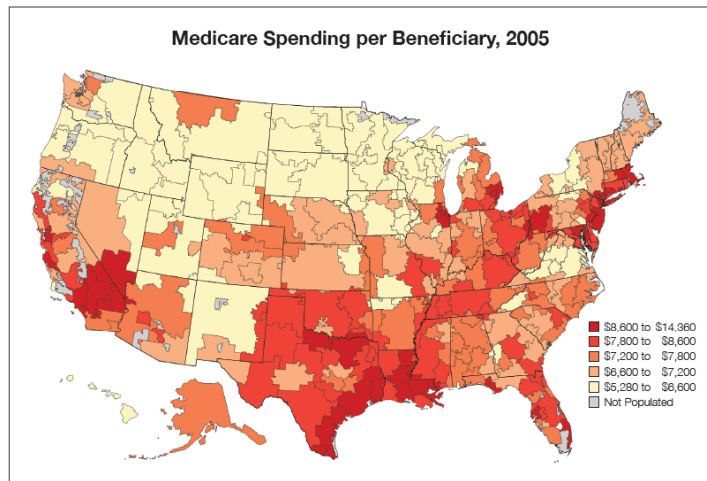 Medicare Spending per Beneficiary, 2005
$8,600 to $14,360
$7,800 to $8,600
$7,200 to $7,800
$6,600 to $7,200
$5,280 to $6,600
Not Populated